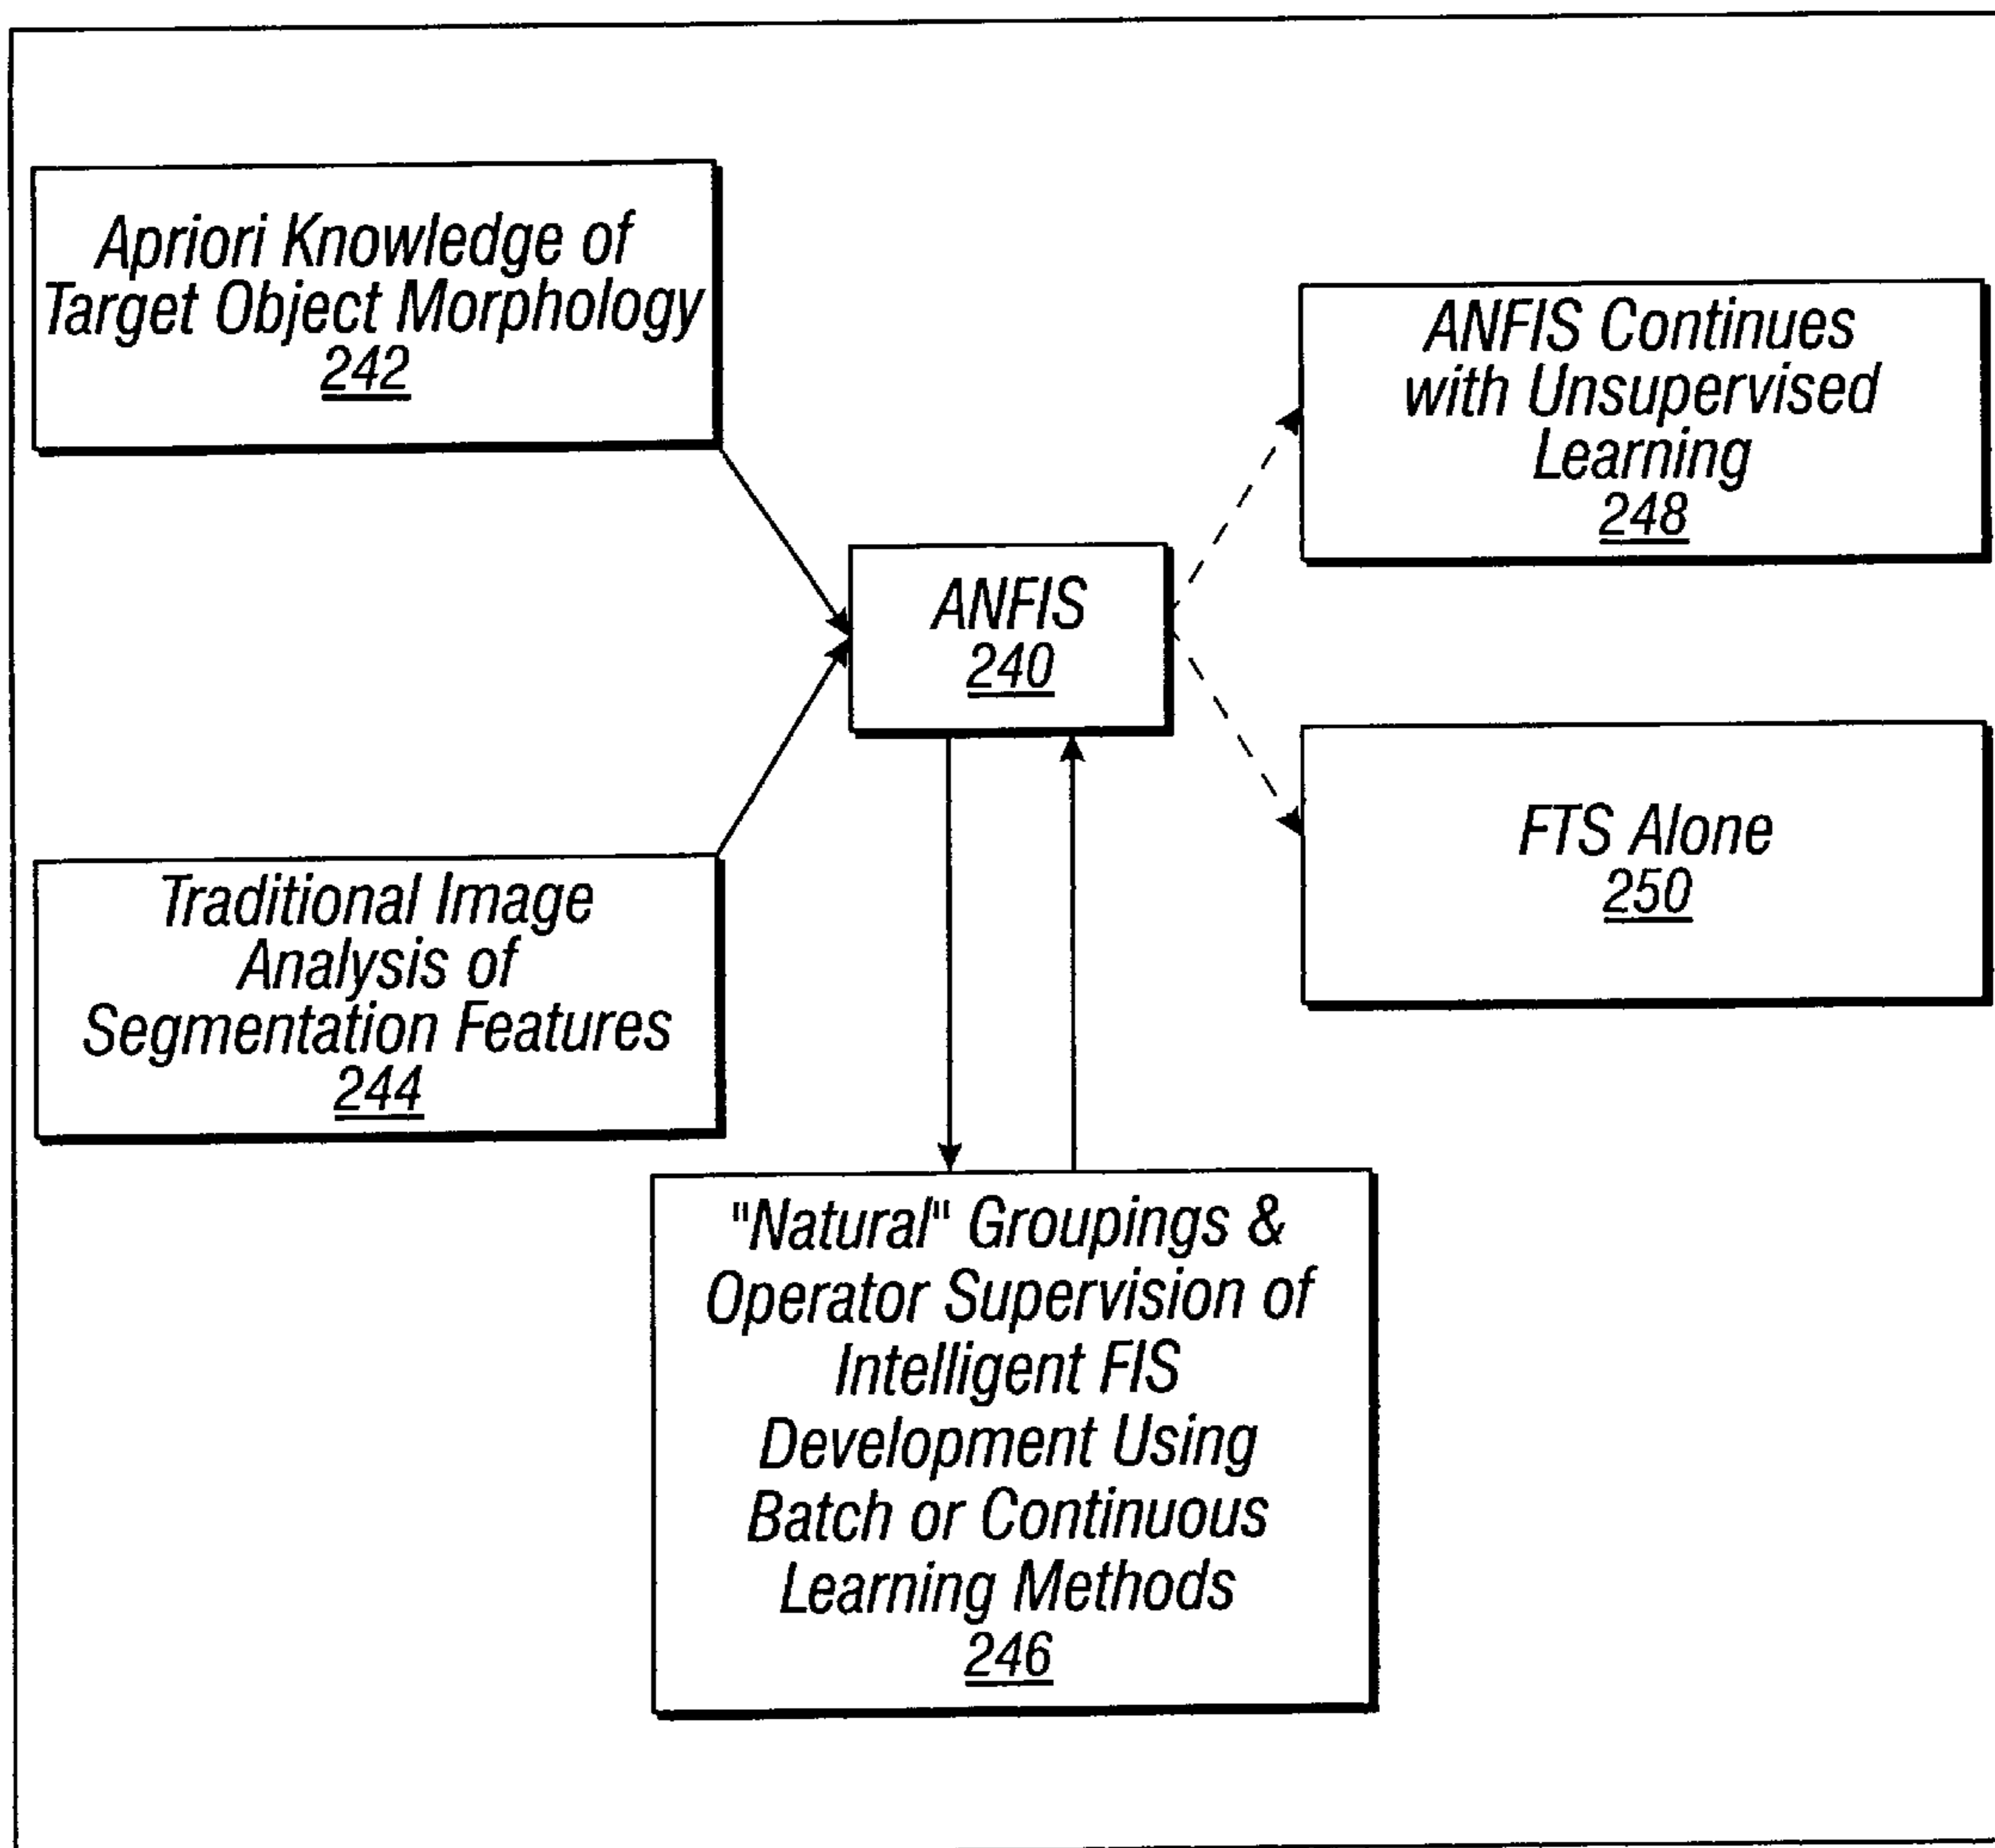 Apriori Knowledge of
Target Object Morphology
242
ANFIS Continues
with Unsupervised
Learning
248
ANFIS
240
FTS Alone
250
Traditional Image
Analysis of
Segmentation Features
244
"Natural" Groupings &
Operator Supervision of
Intelligent FIS
Development Using
Batch or Continuous
Learning Methods
246